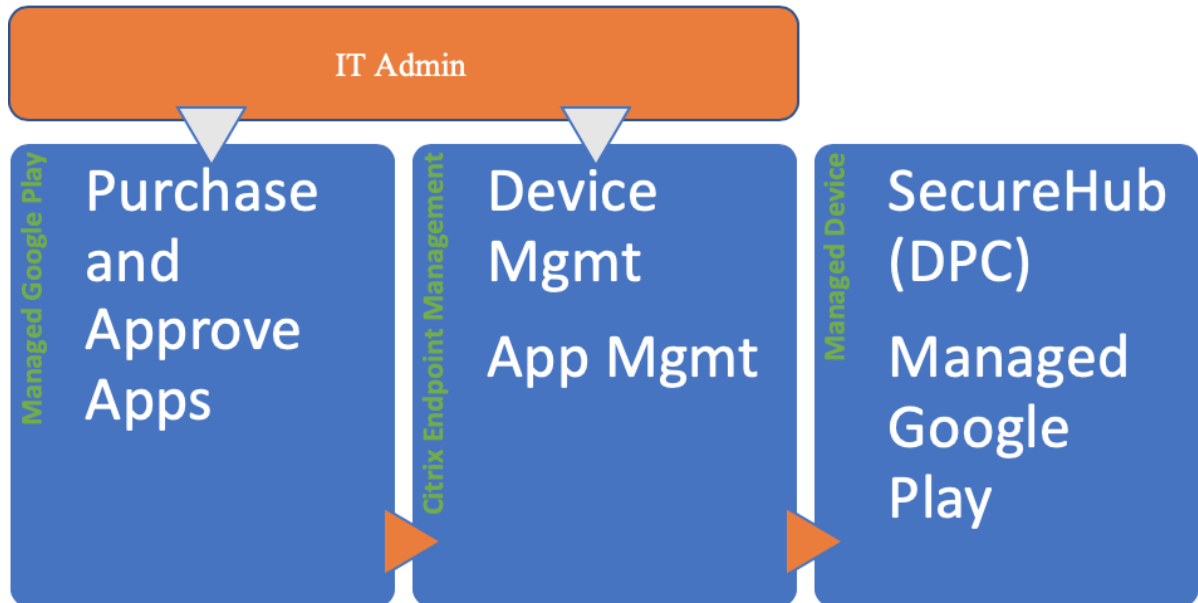 IT Admin
Managed Google Play
Purchase
and
Approve
Apps
Citrix Endpoint Management
Device
Mgmt
App Mgmt
Managed Device
SecureHub
(DPC)
Managed
Google
Play